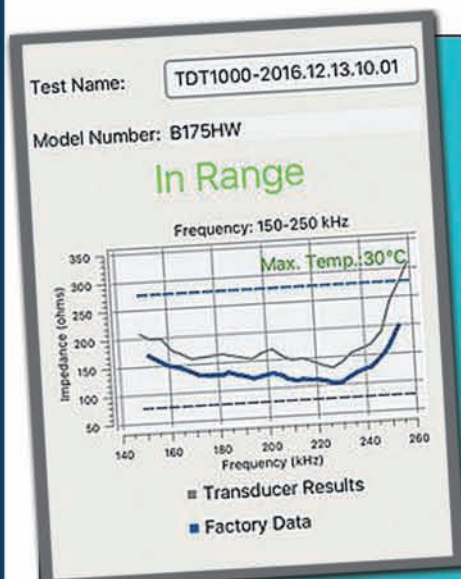 Test Name: TDT1000-2016.12.13.10.01
Model Number: B175HW
In Range
Frequency: 150-250 kHz
Max. Temp.:30°C
Impedance (ohms)
350
300
250
200
150
100
50
140 160 180 200 220 240 260
Frequency (kHz)
Transducer Results
Factory Data